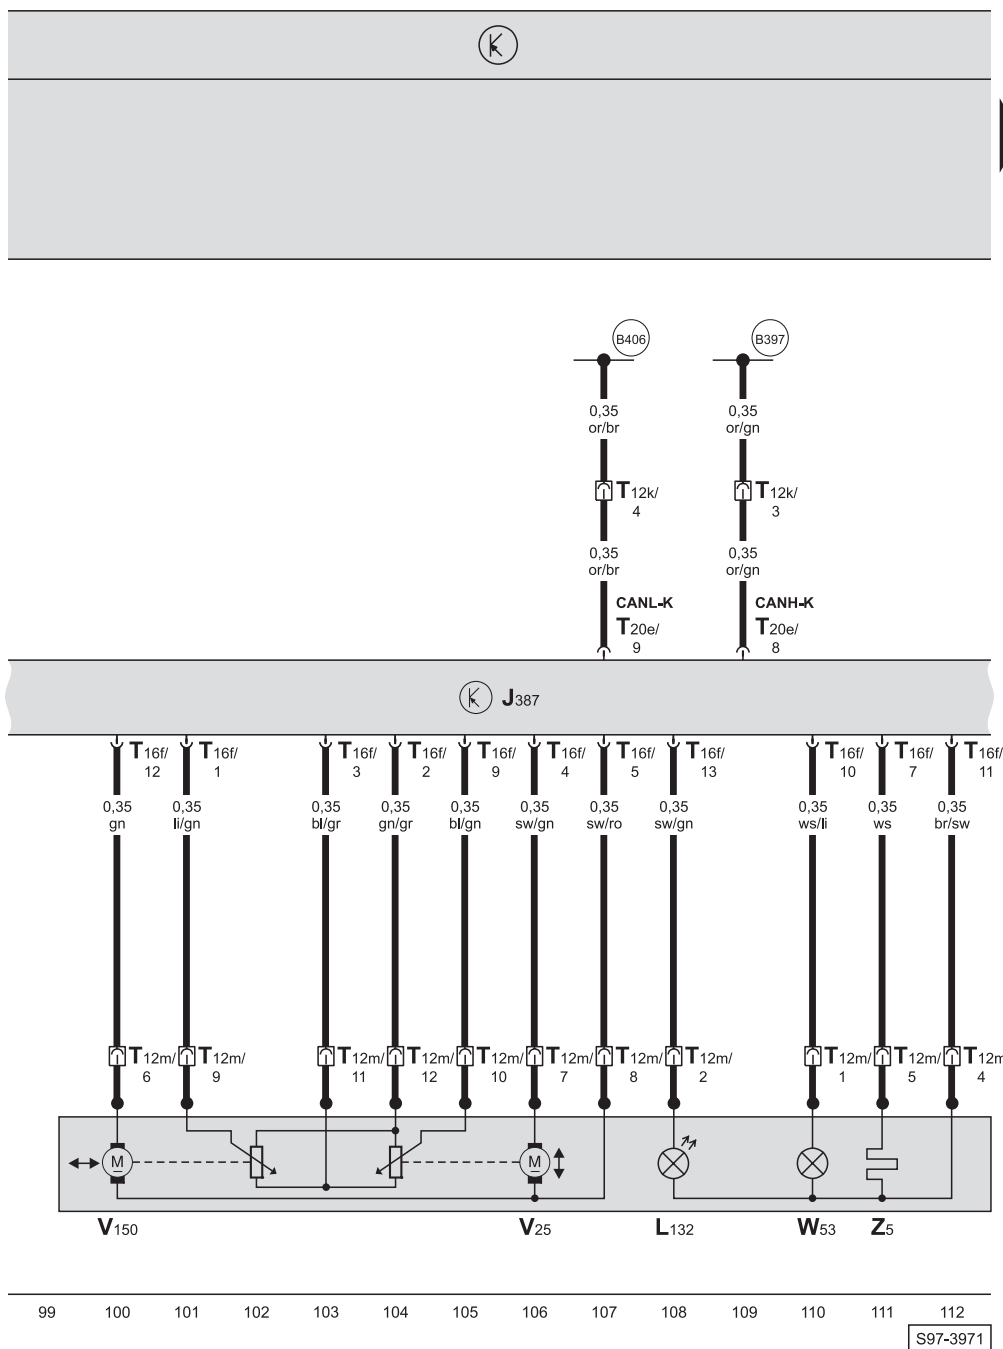 B406 B397
0,35 0,35
or/br or/gn
T12k/ T12k/
4 3
0,35 0,35
or/br or/gn
CANL-K CANH-K
T20e/ T20e/
9 8
J387
T16f/ T16f/ T16f/ T16f/ T16f/ T16f/ T16f/ T16f/ T16f/ T16f/ T16f/
12 1 3 2 9 4 5 13 10 7 11
0,35 0,35 0,35 0,35 0,35 0,35 0,35 0,35 0,35 0,35 0,35
gn li/gn bl/gr gn/gr bl/gn sw/gn sw/ro sw/gn ws/li ws br/sw
T12m/ T12m/ T12m/ T12m/ T12m/ T12m/ T12m/ T12m/ T12m/ T12m/ T12m
6 9 11 12 10 7 8 2 1 5 4
M M
V150 V25 L132 W53 Z5
99 100 101 102 103 104 105 106 107 108 109 110 111 112
S97-3971